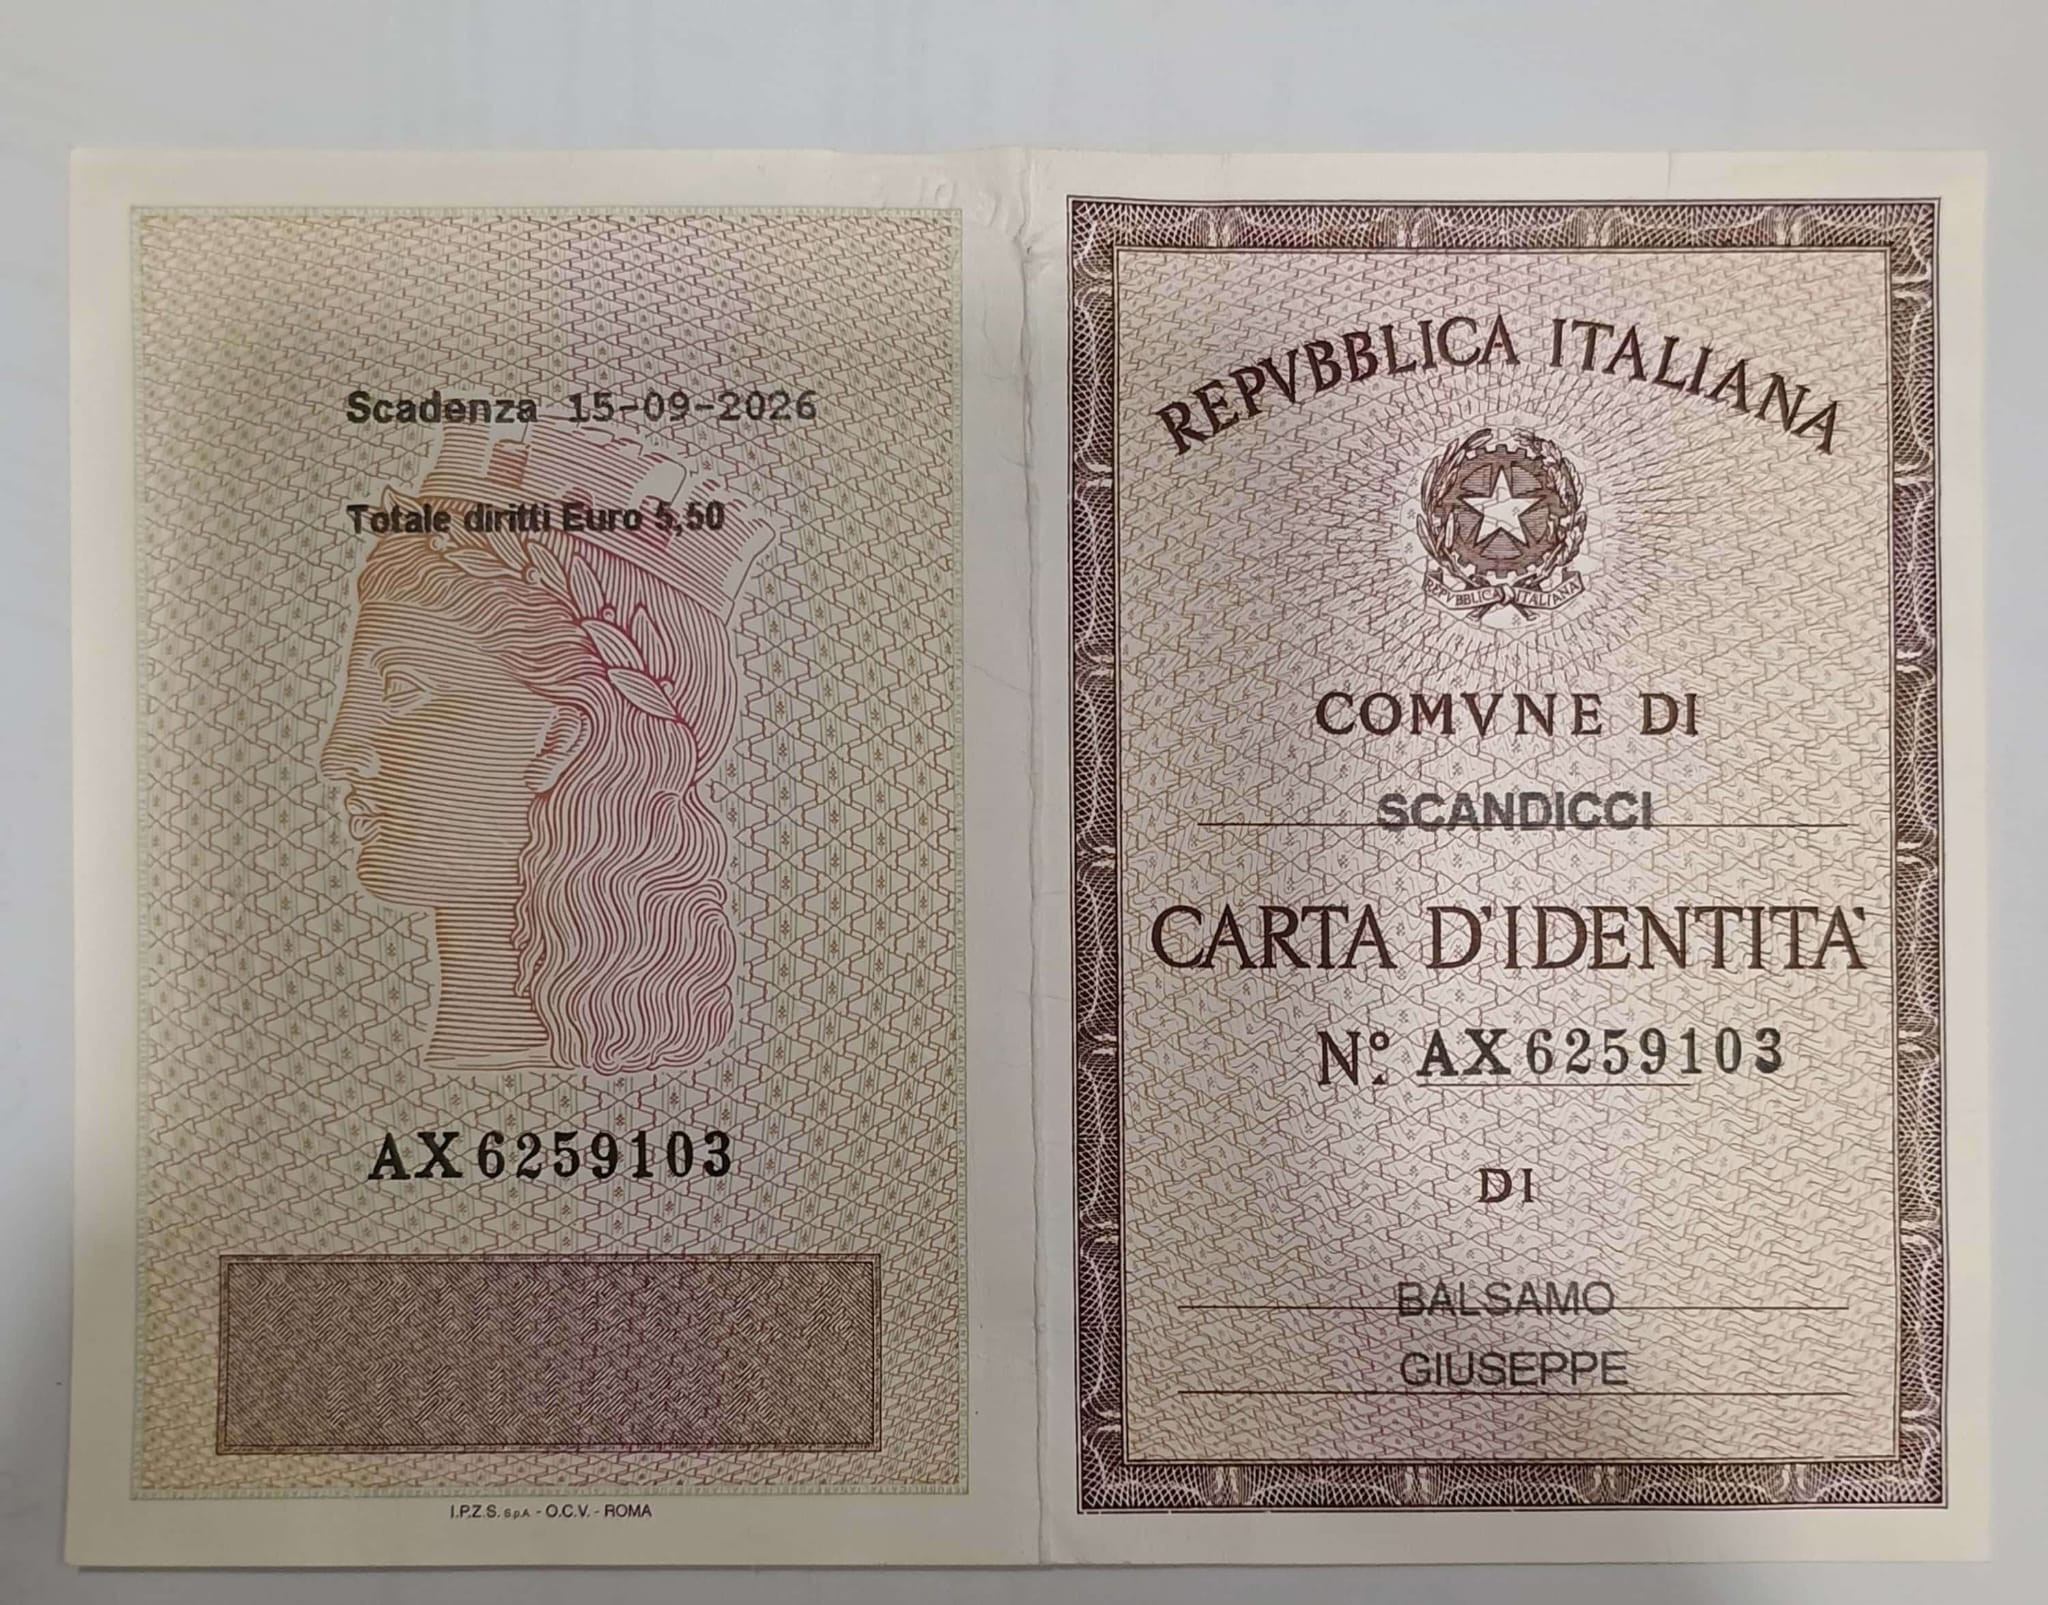 Scadenza 15-09-2026
Totale diritti Euro 5,50
AX6259103
I.P.Z.S. S.p.A. - O.C.V. - ROMA
REPVBBLICA ITALIANA
REPVBBLICA ITALIANA
COMVNE DI
SCANDICCI
CARTA D'IDENTITA'
N° AX6259103
DI
BALSAMO
GIUSEPPE